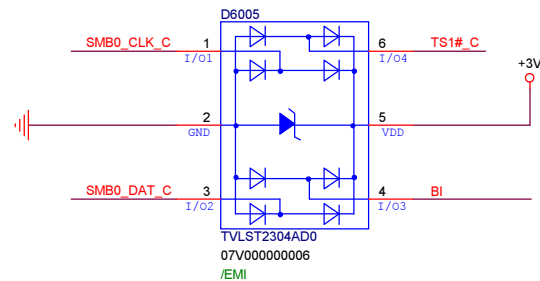 D6005
SMB0_CLK_C 1 6 TS1#_C
I/O1 I/O4
+3V
2 5
GND VDD
SMB0_DAT_C 3 4 BI
I/O2 I/O3
TVLST2304AD0
07V000000006
/EMI